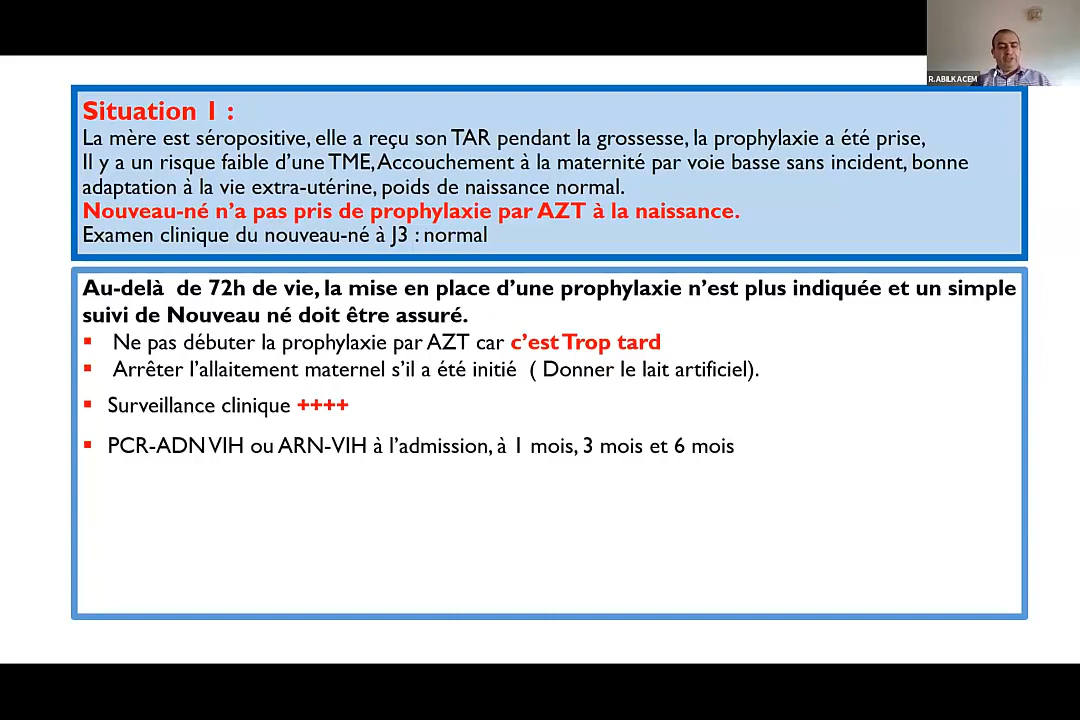 R.ABILKACEM
Situation 1 :
La mère est séropositive, elle a reçu son TAR pendant la grossesse, la prophylaxie a été prise,
Il y a un risque faible d'une TME, Accouchement à la maternité par voie basse sans incident, bonne
adaptation à la vie extra-utérine, poids de naissance normal.
Nouveau-né n'a pas pris de prophylaxie par AZT à la naissance.
Examen clinique du nouveau-né à J3 : normal
Au-delà de 72h de vie, la mise en place d'une prophylaxie n'est plus indiquée et un simple
suivi de Nouveau né doit être assuré.
Ne pas débuter la prophylaxie par AZT car c'est Trop tard
Arrêter l'allaitement maternel s'il a été initié ( Donner le lait artificiel).
Surveillance clinique ++++
PCR-ADN VIH ou ARN-VIH à l'admission, à 1 mois, 3 mois et 6 mois